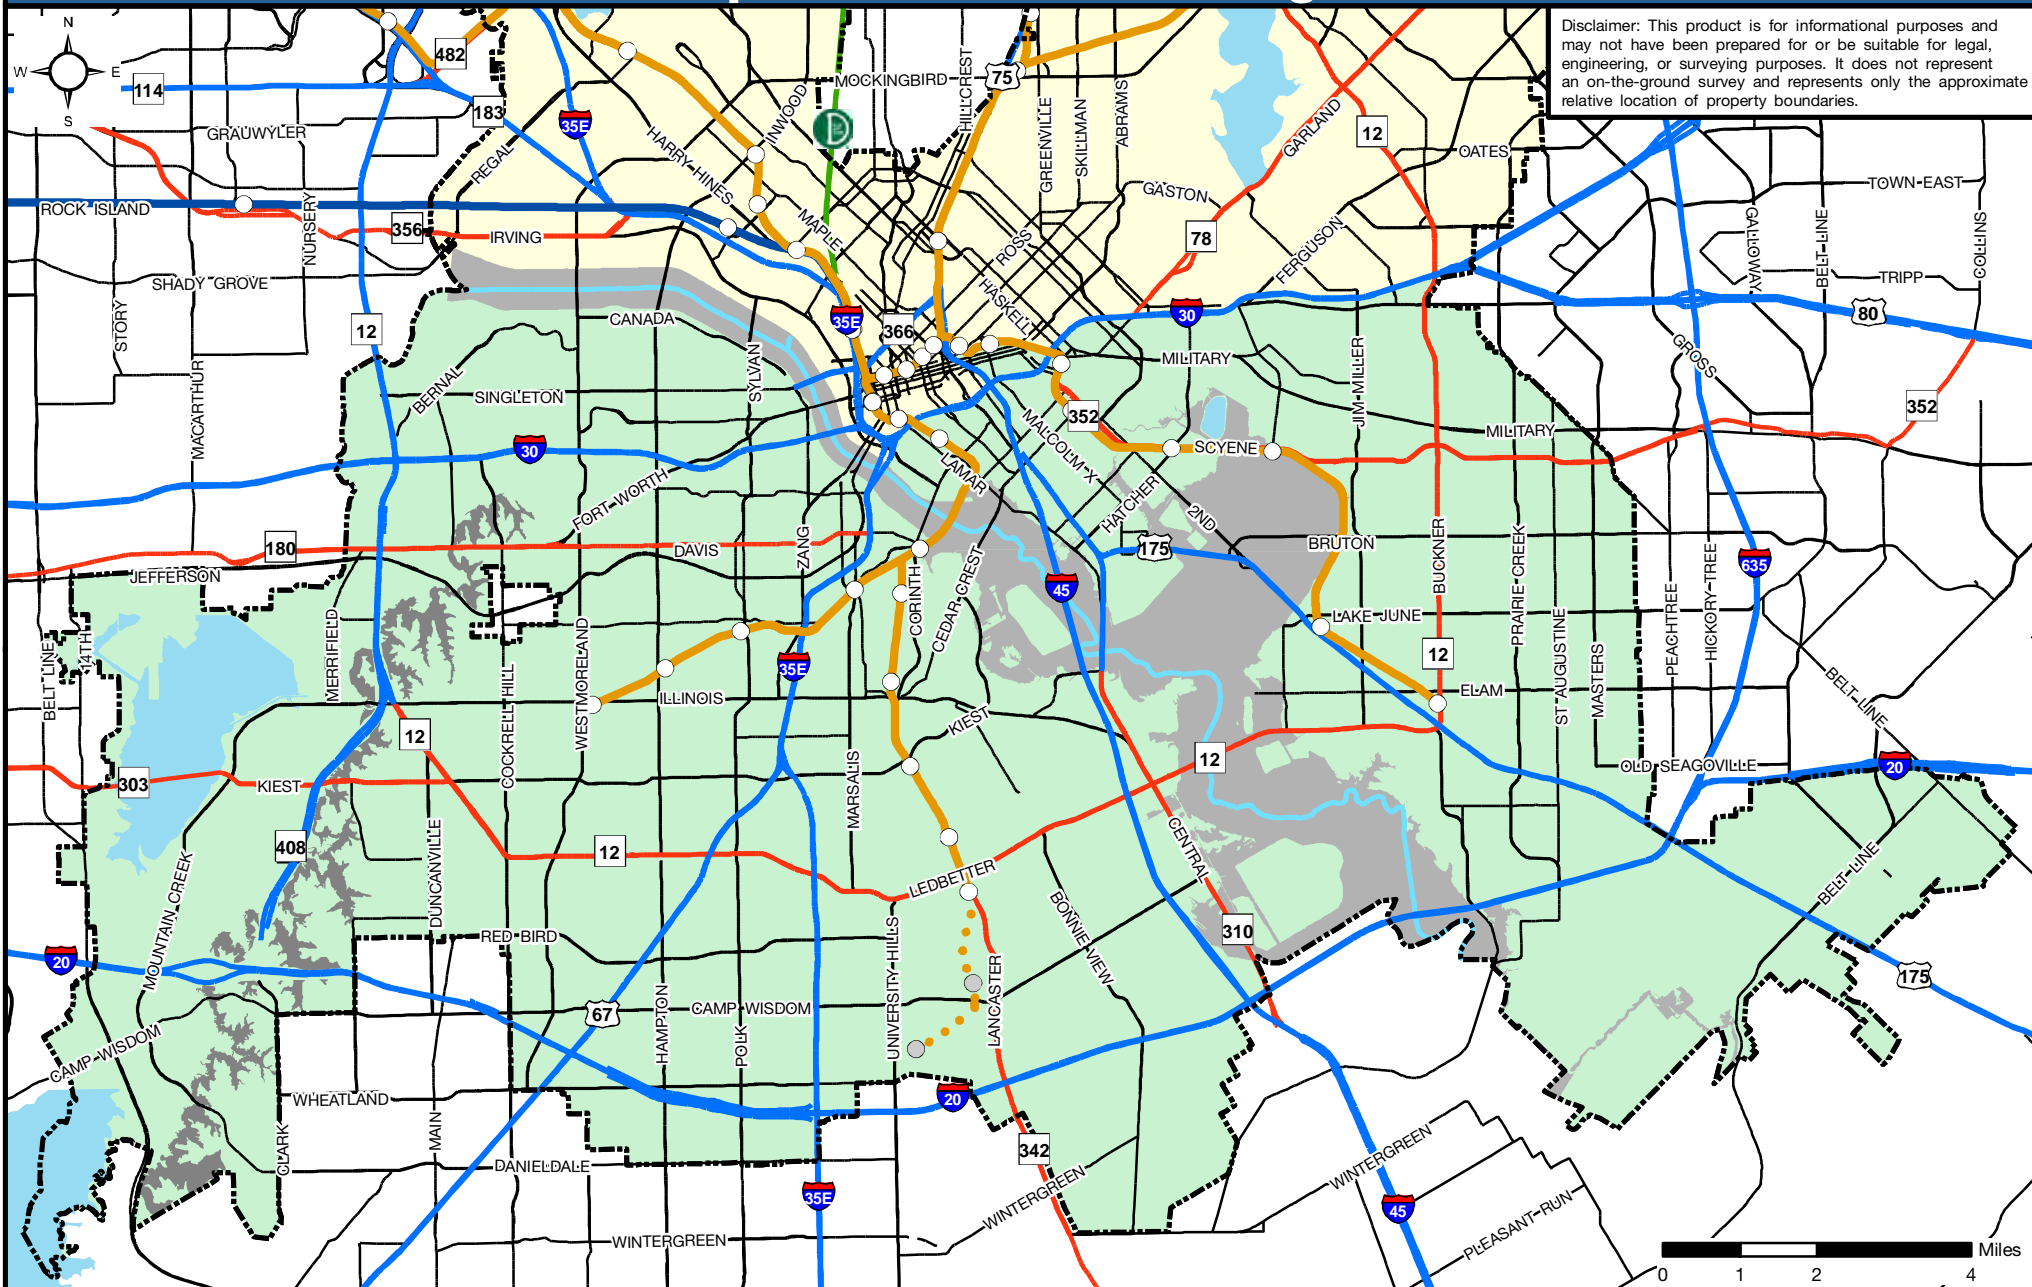 Disclaimer: This product is for informational purposes and
may not have been prepared for or be suitable for legal,
engineering, or surveying purposes. It does not represent
an on-the-ground survey and represents only the approximate
relative location of property boundaries.
N
W
E
S
482
114
183
35E
75
MOCKINGBIRD
HILLCREST
INWOOD
GREENVILLE
SKILLMAN
ABRAMS
GARLAND
12
OATES
GRAUWYLER
REGAL
HARRY HINES
GASTON
TOWN EAST
ROCK ISLAND
NURSERY
356
IRVING
MAPLE
ROSS
78
FERGUSON
GALLOWAY
BELT LINE
COLLINS
SHADY GROVE
STORY
CANADA
HASKELL
TRIPP
12
35E
366
30
80
MACARTHUR
BERNAL
SINGLETON
SYLVAN
MILITARY
JIM MILLER
GROSS
352
352
30
MALCOLM X
SCYENE
MILITARY
LAMAR
FORT WORTH
HATCHER
2ND
180
DAVIS
ZANG
175
BRUTON
BUCKNER
PRAIRIE CREEK
635
JEFFERSON
CORINTH
CEDAR CREST
45
LAKE JUNE
PEACHTREE
HICKORY TREE
BELT LINE
14TH
MERRIFIELD
COCKRELL HILL
WESTMORELAND
35E
ILLINOIS
12
ELAM
ST AUGUSTINE
MASTERS
BELT LINE
12
KIEST
12
OLD SEAGOVILLE
20
303
KIEST
MARSALIS
408
DUNCANVILLE
12
CENTRAL
LEDBETTER
BELT LINE
MOUNTAIN CREEK
RED BIRD
UNIVERSITY HILLS
BONNIE VIEW
310
20
175
67
HAMPTON
CAMP WISDOM
POLK
LANCASTER
CAMP WISDOM
WHEATLAND
MAIN
20
CLARK
DANIELDALE
342
WINTERGREEN
35E
WINTERGREEN
45
PLEASANT RUN
WINTERGREEN
Miles
0
1
2
4